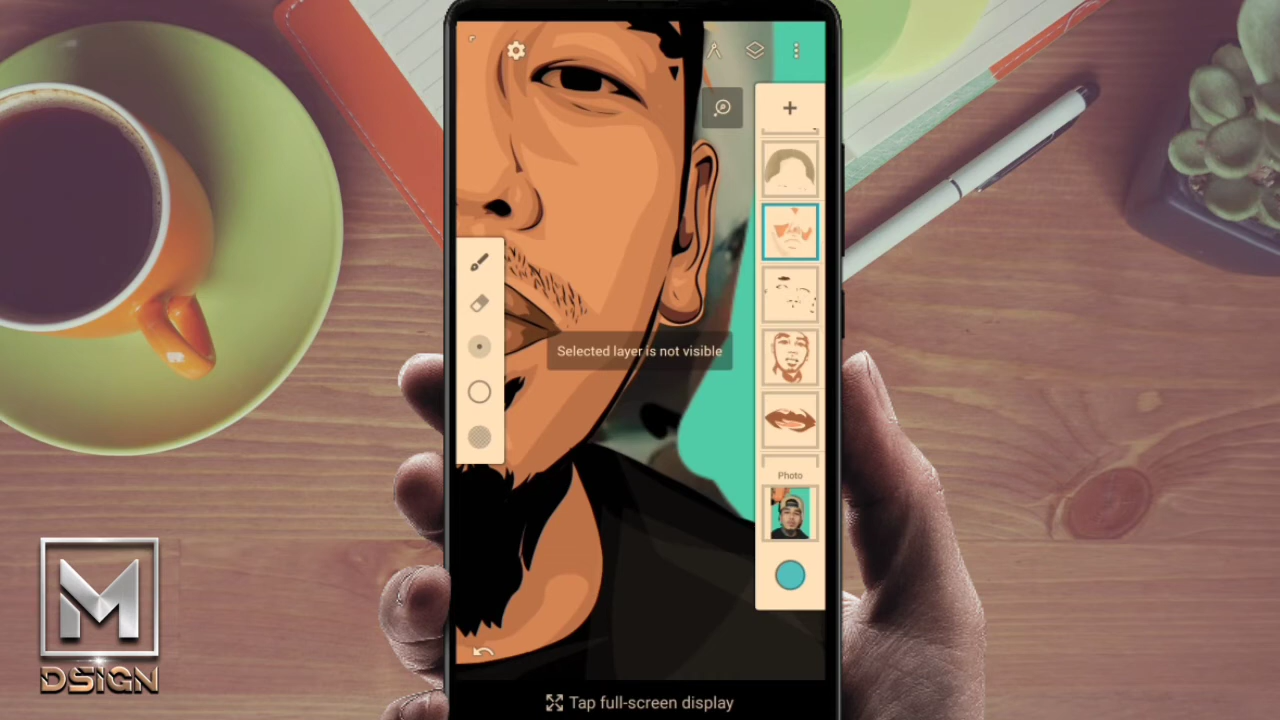 Selected layer is not visible
Photo
Tap full-screen display
M
DSIGN